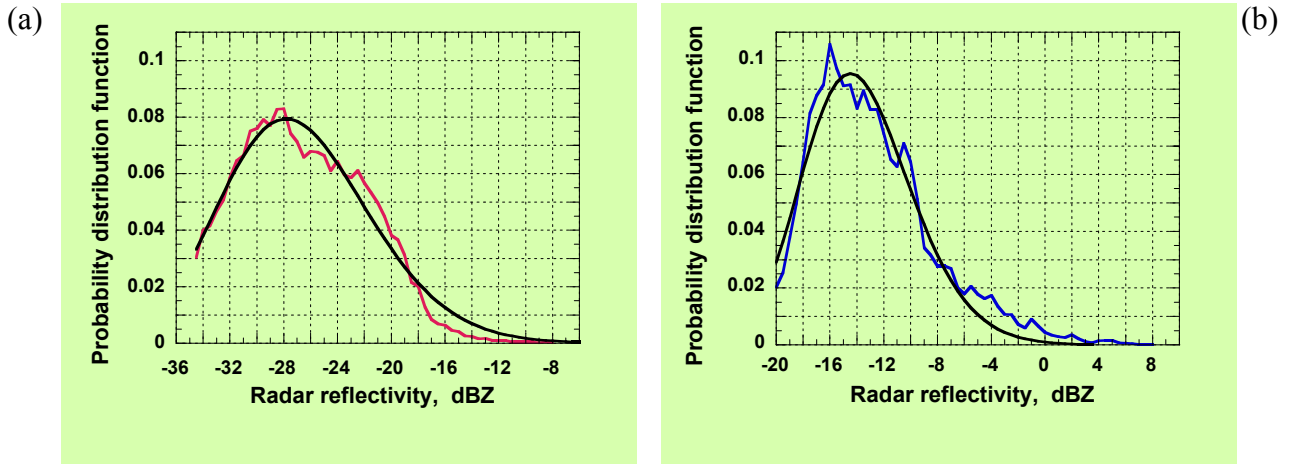 (a)
Probability distribution function
0.1
0.08
0.06
0.04
0.02
0
-36 -32 -28 -24 -20 -16 -12 -8
Radar reflectivity, dBZ
(b)
Probability distribution function
0.1
0.08
0.06
0.04
0.02
0
-20 -16 -12 -8 -4 0 4 8
Radar reflectivity, dBZ